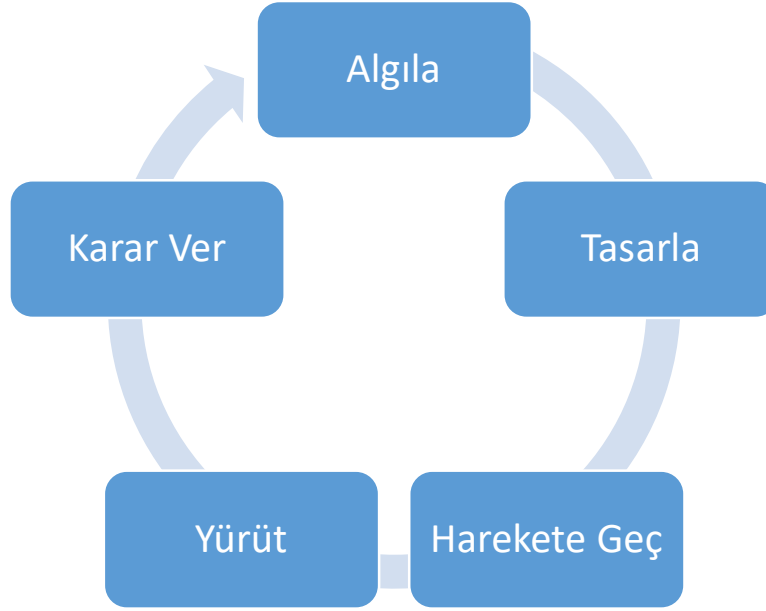 Algıla
Tasarla
Harekete Geç
Yürüt
Karar Ver